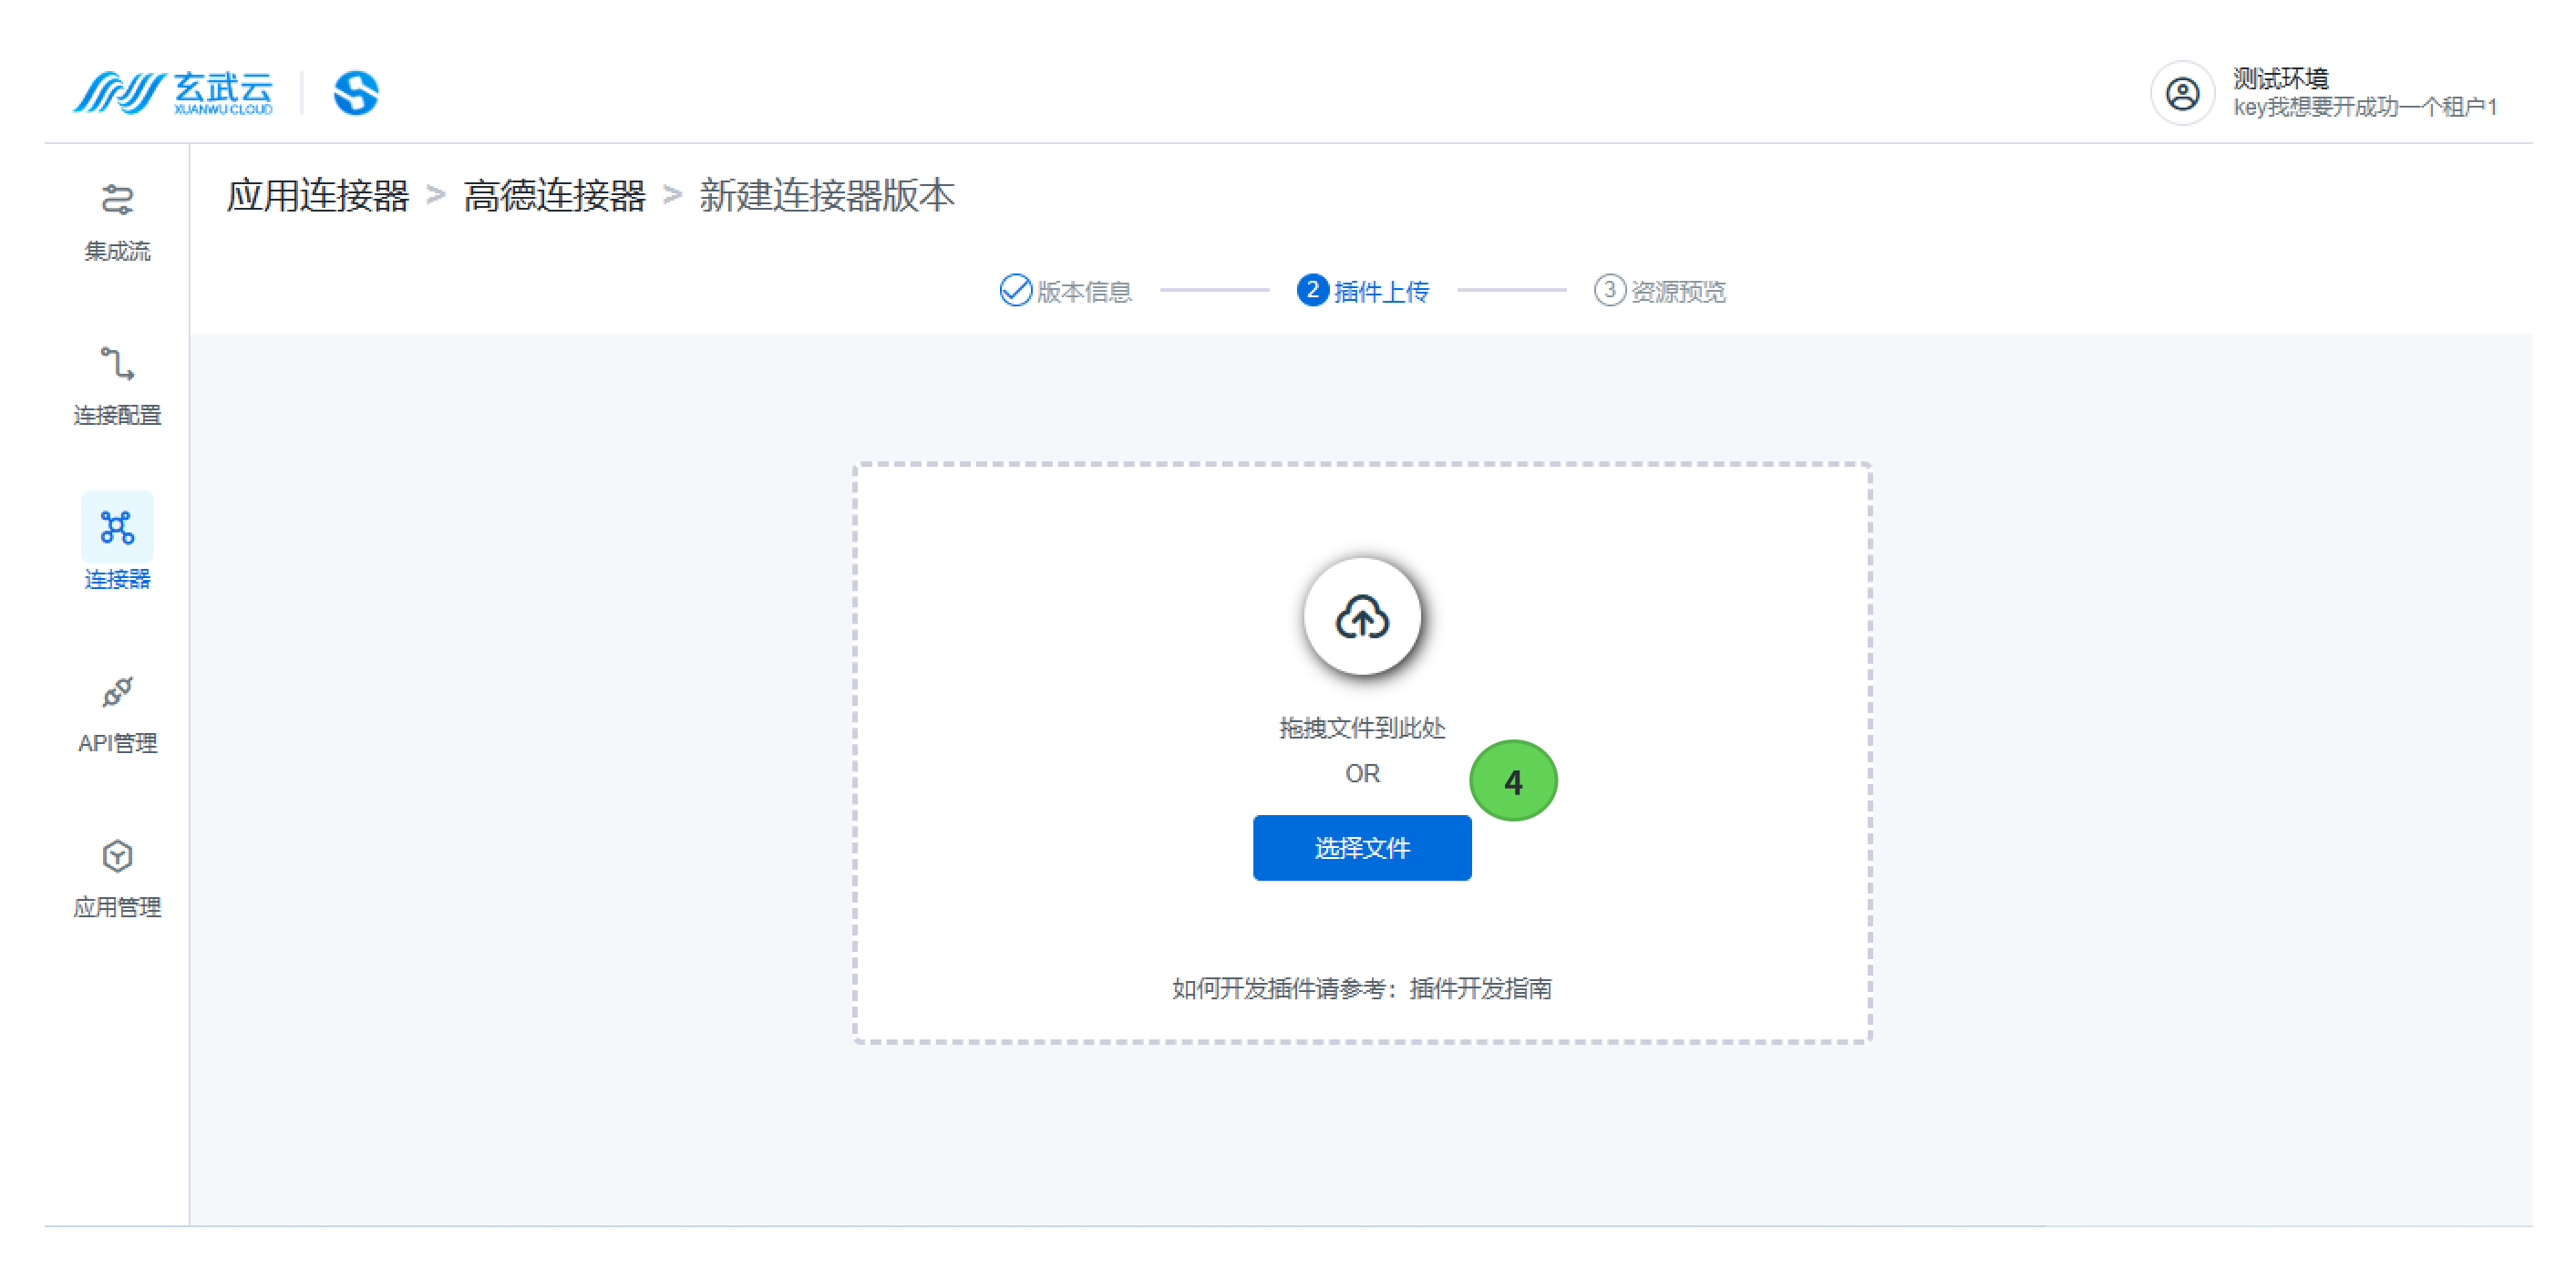 玄武云
XUANWU CLOUD
测试环境
key我想要开成功一个租户1
应用连接器 > 高德连接器 > 新建连接器版本
版本信息
2 插件上传
3 资源预览
集成流
连接配置
连接器
API管理
应用管理
拖拽文件到此处
OR
4
选择文件
如何开发插件请参考：插件开发指南